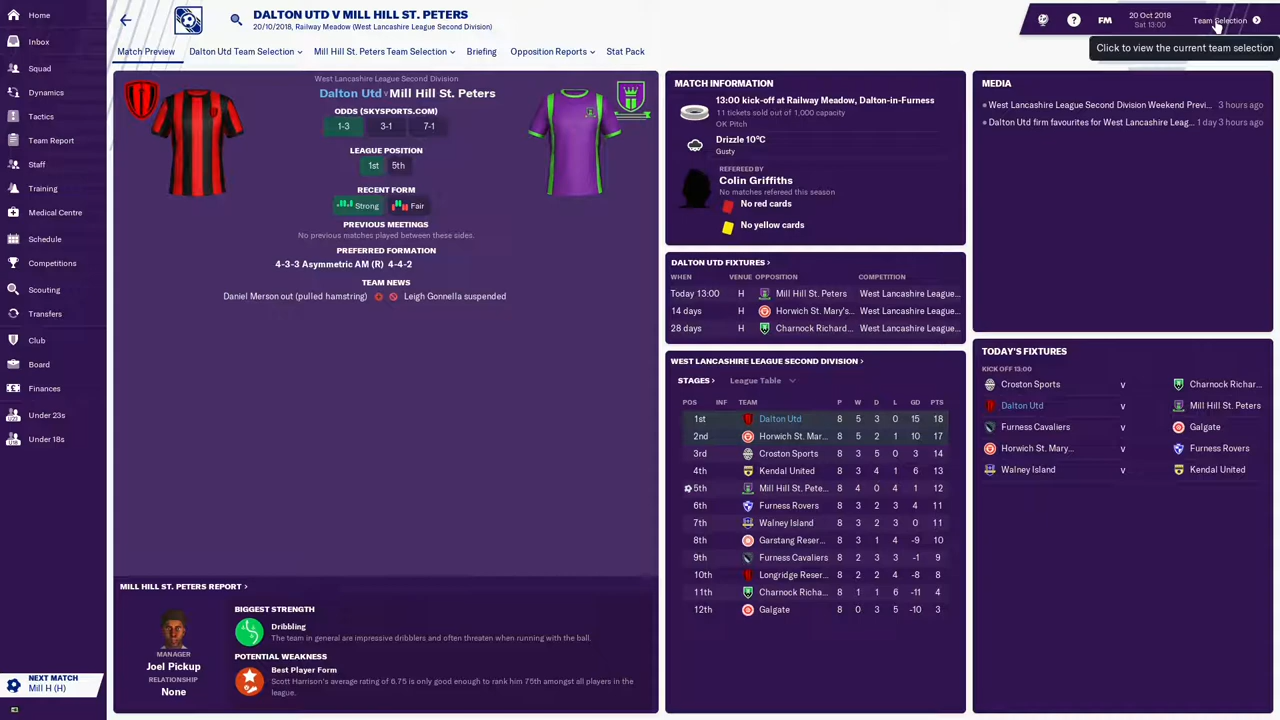 DALTON UTD V MILL HILL ST. PETERS
20/10/2018, Railway Meadow (West Lancashire League Second Division)
FM
20 Oct 2018
Sat 13:00
Team Selection
Click to view the current team selection
Match Preview
Dalton Utd Team Selection
Mill Hill St. Peters Team Selection
Briefing
Opposition Reports
Stat Pack
Home
Inbox
Squad
Dynamics
Tactics
Team Report
Staff
Training
Medical Centre
Schedule
Competitions
Scouting
Transfers
Club
Board
Finances
Under 23s
Under 18s
NEXT MATCH
Mill H (H)
West Lancashire League Second Division
Dalton Utd v Mill Hill St. Peters
ODDS (SKYSPORTS.COM)
1-3 3-1 7-1
LEAGUE POSITION
1st 5th
RECENT FORM
Strong Fair
PREVIOUS MEETINGS
No previous matches played between these sides.
PREFERRED FORMATION
4-3-3 Asymmetric AM (R) 4-4-2
TEAM NEWS
Daniel Merson out (pulled hamstring) Leigh Gonnella suspended
MILL HILL ST. PETERS REPORT >
MANAGER
Joel Pickup
RELATIONSHIP
None
BIGGEST STRENGTH
Dribbling
The team in general are impressive dribblers and often threaten when running with the ball.
POTENTIAL WEAKNESS
Best Player Form
Scott Harrison's average rating of 6.75 is only good enough to rank him 75th amongst all players in the
league.
MATCH INFORMATION
13:00 kick-off at Railway Meadow, Dalton-in-Furness
11 tickets sold out of 1,000 capacity
OK Pitch
Drizzle 10°C
Gusty
REFEREED BY
Colin Griffiths
No matches refereed this season
No red cards
No yellow cards
DALTON UTD FIXTURES >
WHEN VENUE OPPOSITION COMPETITION
Today 13:00 H Mill Hill St. Peters West Lancashire League...
14 days H Horwich St. Mary's... West Lancashire League...
28 days H Charnock Richard... West Lancashire League...
WEST LANCASHIRE LEAGUE SECOND DIVISION >
STAGES > League Table
POS INF TEAM P W D L GD PTS
1st Dalton Utd 8 5 3 0 15 18
2nd Horwich St. Mar... 8 5 2 1 10 17
3rd Croston Sports 8 3 5 0 3 14
4th Kendal United 8 3 4 1 6 13
5th Mill Hill St. Pete... 8 4 0 4 1 12
6th Furness Rovers 8 3 2 3 4 11
7th Walney Island 8 3 2 3 0 11
8th Garstang Reser... 8 3 1 4 -9 10
9th Furness Cavaliers 8 2 3 3 -1 9
10th Longridge Reser... 8 2 2 4 -8 8
11th Charnock Richa... 8 1 1 6 -11 4
12th Galgate 8 0 3 5 -10 3
MEDIA
West Lancashire League Second Division Weekend Previ... 3 hours ago
Dalton Utd firm favourites for West Lancashire Leag... 1 day 3 hours ago
TODAY'S FIXTURES
KICK OFF 13:00
Croston Sports v Charnock Richar...
Dalton Utd v Mill Hill St. Peters
Furness Cavaliers v Galgate
Horwich St. Mary... v Furness Rovers
Walney Island v Kendal United